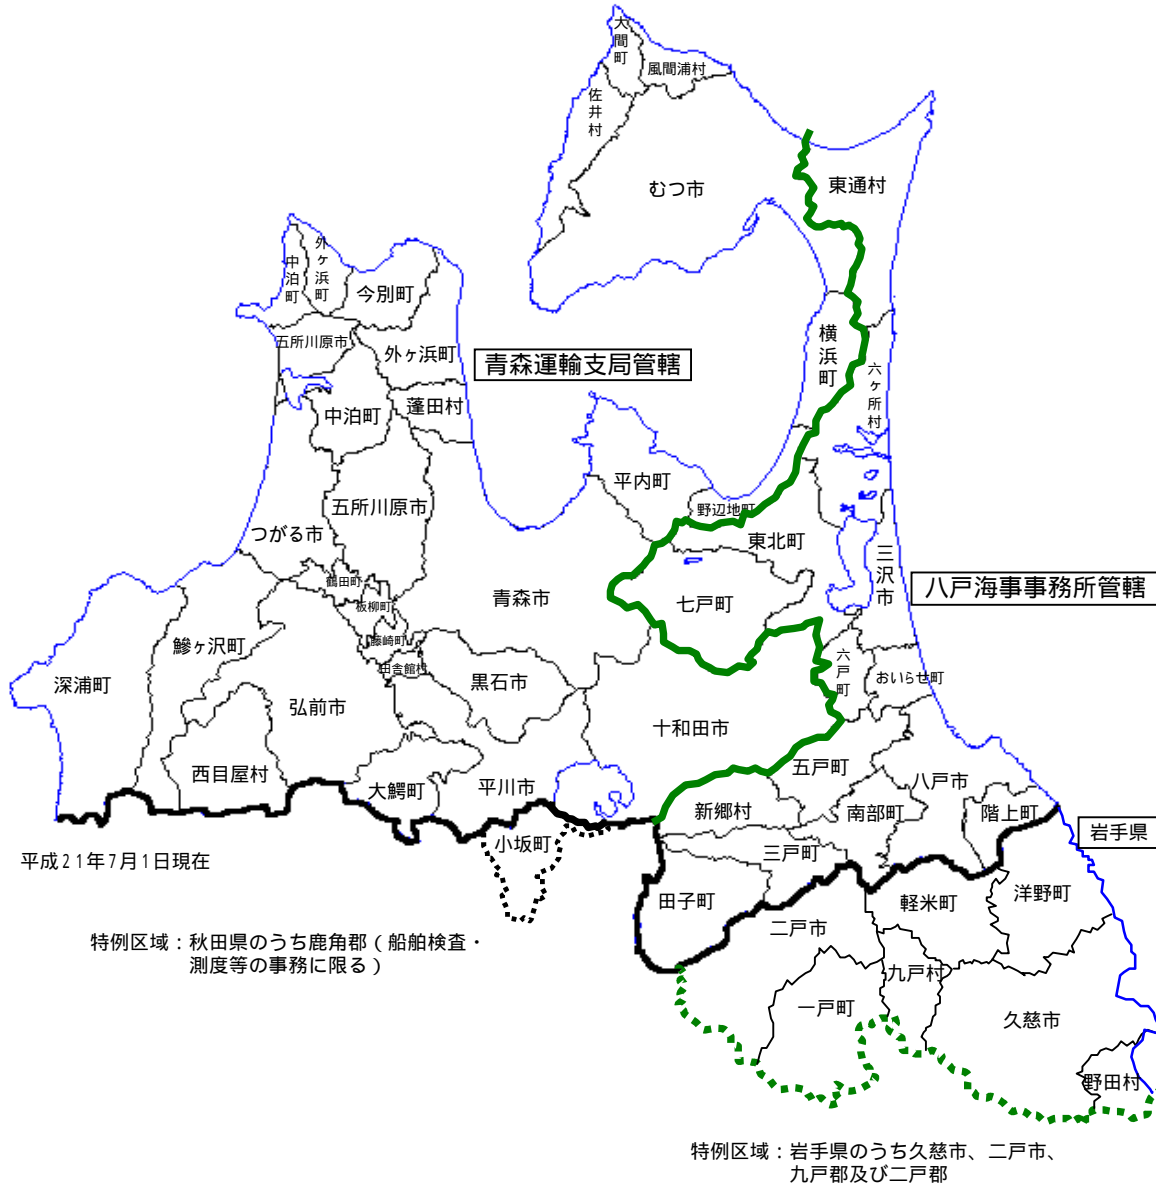 大間町
風間浦村
佐井村
むつ市
東通村
外ヶ浜町
中泊町
今別町
五所川原市
外ヶ浜町
青森運輸支局管轄
横浜町
六ヶ所村
中泊町
蓬田村
平内町
野辺地町
五所川原市
つがる市
東北町
三沢市
八戸海事事務所管轄
鶴田町
板柳町
青森市
七戸町
藤崎町
鰺ヶ沢町
田舎館村
黒石市
六戸町
おいらせ町
深浦町
弘前市
十和田市
西目屋村
大鰐町
平川市
五戸町
八戸市
新郷村
南部町
階上町
小坂町
三戸町
岩手県
平成21年7月1日現在
田子町
二戸市
軽米町
洋野町
特例区域：秋田県のうち鹿角郡（船舶検査・
測度等の事務に限る）
九戸村
一戸町
久慈市
野田村
特例区域：岩手県のうち久慈市、二戸市、
九戸郡及び二戸郡